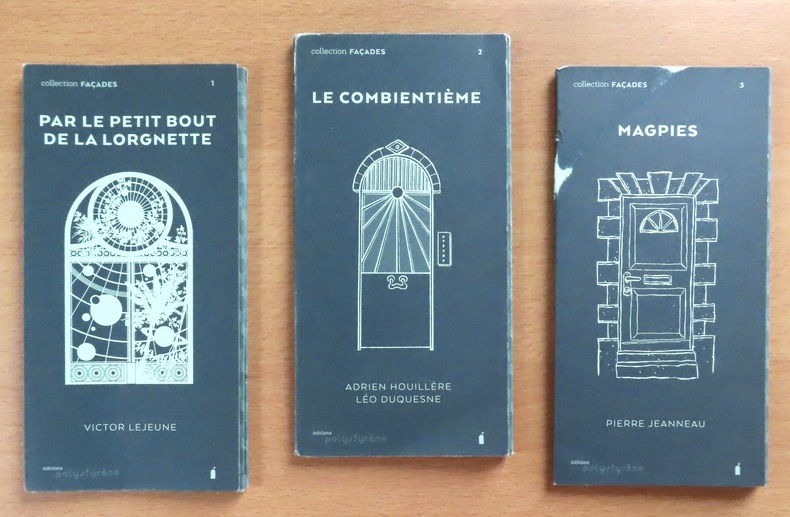 collection FAÇADES 1
PAR LE PETIT BOUT
DE LA LORGNETTE
VICTOR LEJEUNE
éditions
polystyrène
collection FAÇADES 2
LE COMBIENTIÈME
ADRIEN HOUILLÈRE
LÉO DUQUESNE
éditions
polystyrène
collection FAÇADES 3
MAGPIES
PIERRE JEANNEAU
éditions
polystyrène